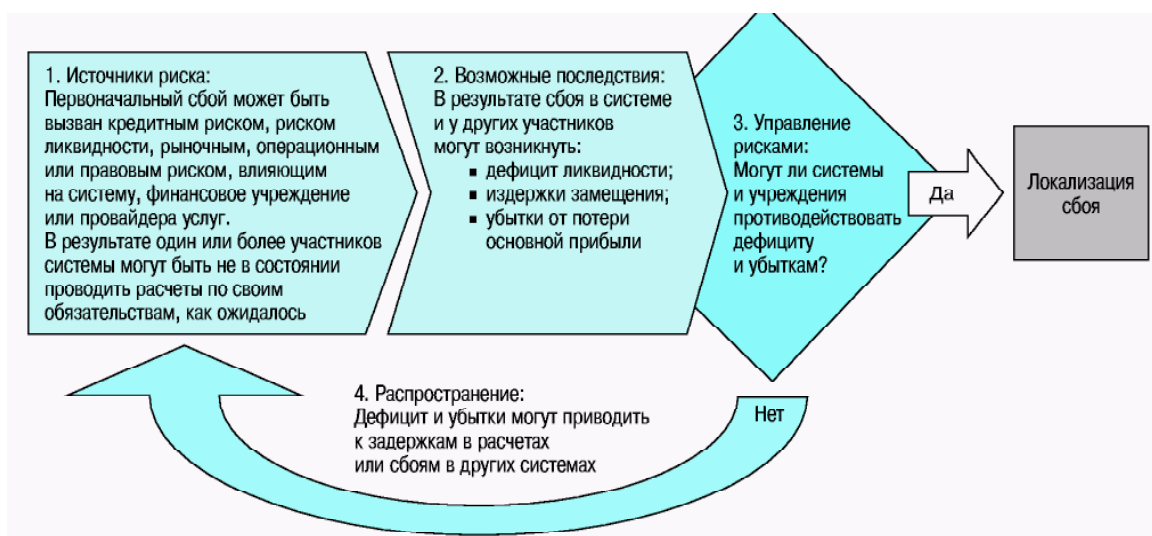 1. Источники риска:
Первоначальный сбой может быть
вызван кредитным риском, риском
ликвидности, рыночным, операционным
или правовым риском, влияющим
на систему, финансовое учреждение
или провайдера услуг.
В результате один или более участников
системы могут быть не в состоянии
проводить расчеты по своим
обязательствам, как ожидалось
2. Возможные последствия:
В результате сбоя в системе
и у других участников
могут возникнуть:
▪ дефицит ликвидности;
▪ издержки замещения;
▪ убытки от потери
основной прибыли
3. Управление
рисками:
Могут ли системы
и учреждения
противодействовать
дефициту
и убыткам?
Да
Локализация
сбоя
4. Распространение:
Дефицит и убытки могут приводить
к задержкам в расчетах
или сбоям в других системах
Нет